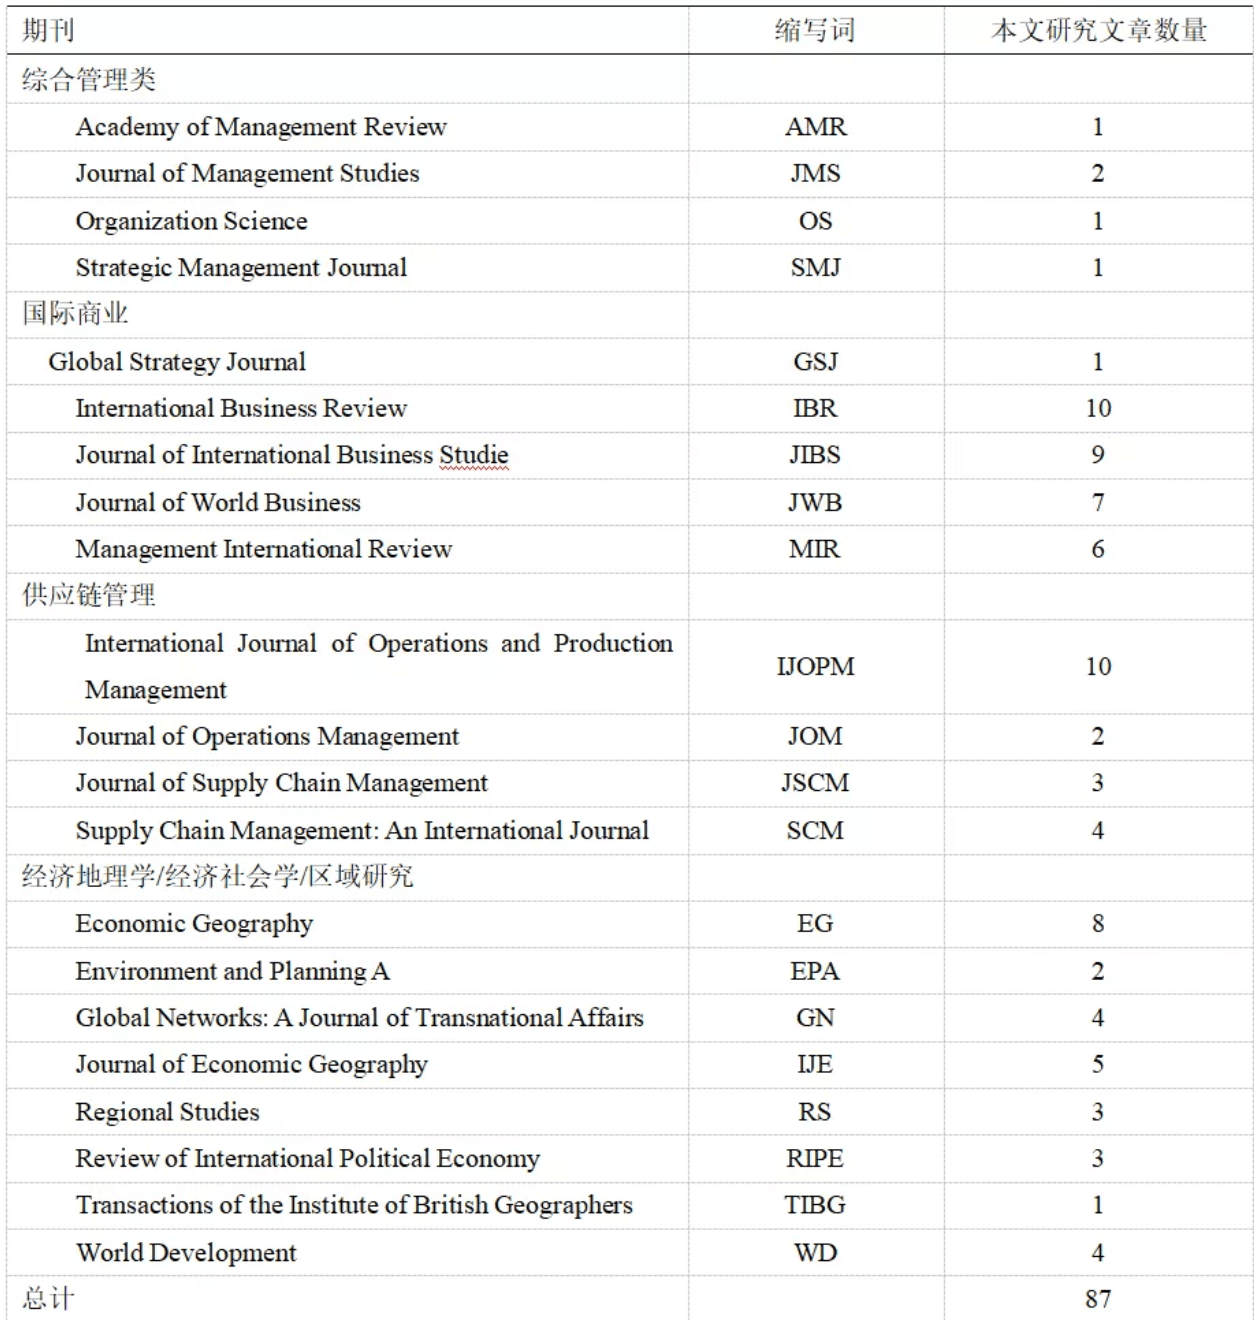 期刊 缩写词 本文研究文章数量
综合管理类
Academy of Management Review AMR 1
Journal of Management Studies JMS 2
Organization Science OS 1
Strategic Management Journal SMJ 1
国际商业
Global Strategy Journal GSJ 1
International Business Review IBR 10
Journal of International Business Studie JIBS 9
Journal of World Business JWB 7
Management International Review MIR 6
供应链管理
International Journal of Operations and Production
Management IJOPM 10
Journal of Operations Management JOM 2
Journal of Supply Chain Management JSCM 3
Supply Chain Management: An International Journal SCM 4
经济地理学/经济社会学/区域研究
Economic Geography EG 8
Environment and Planning A EPA 2
Global Networks: A Journal of Transnational Affairs GN 4
Journal of Economic Geography IJE 5
Regional Studies RS 3
Review of International Political Economy RIPE 3
Transactions of the Institute of British Geographers TIBG 1
World Development WD 4
总计 87